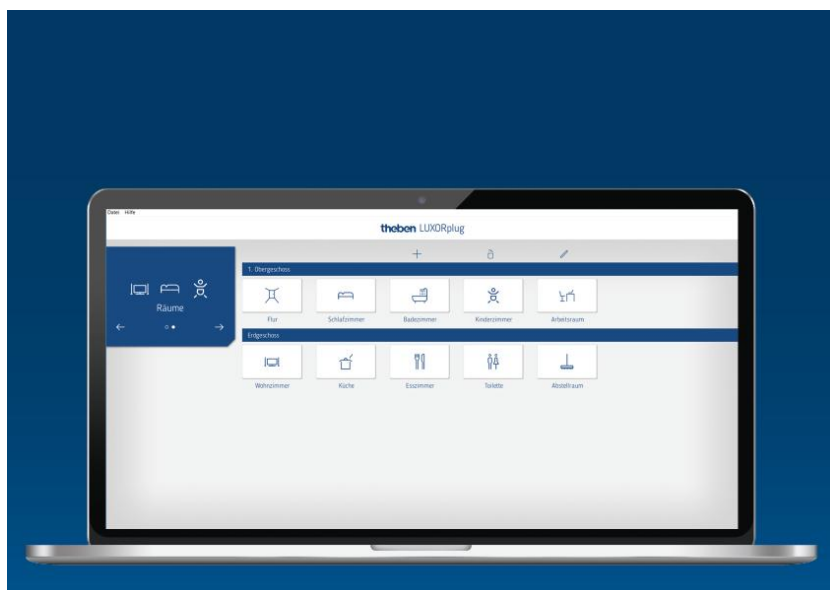 Datei Hilfe
theben LUXORplug
1. Obergeschoss
Räume
Flur Schlafzimmer Badezimmer Kinderzimmer Arbeitsraum
Erdgeschoss
Wohnzimmer Küche Esszimmer Toilette Abstellraum